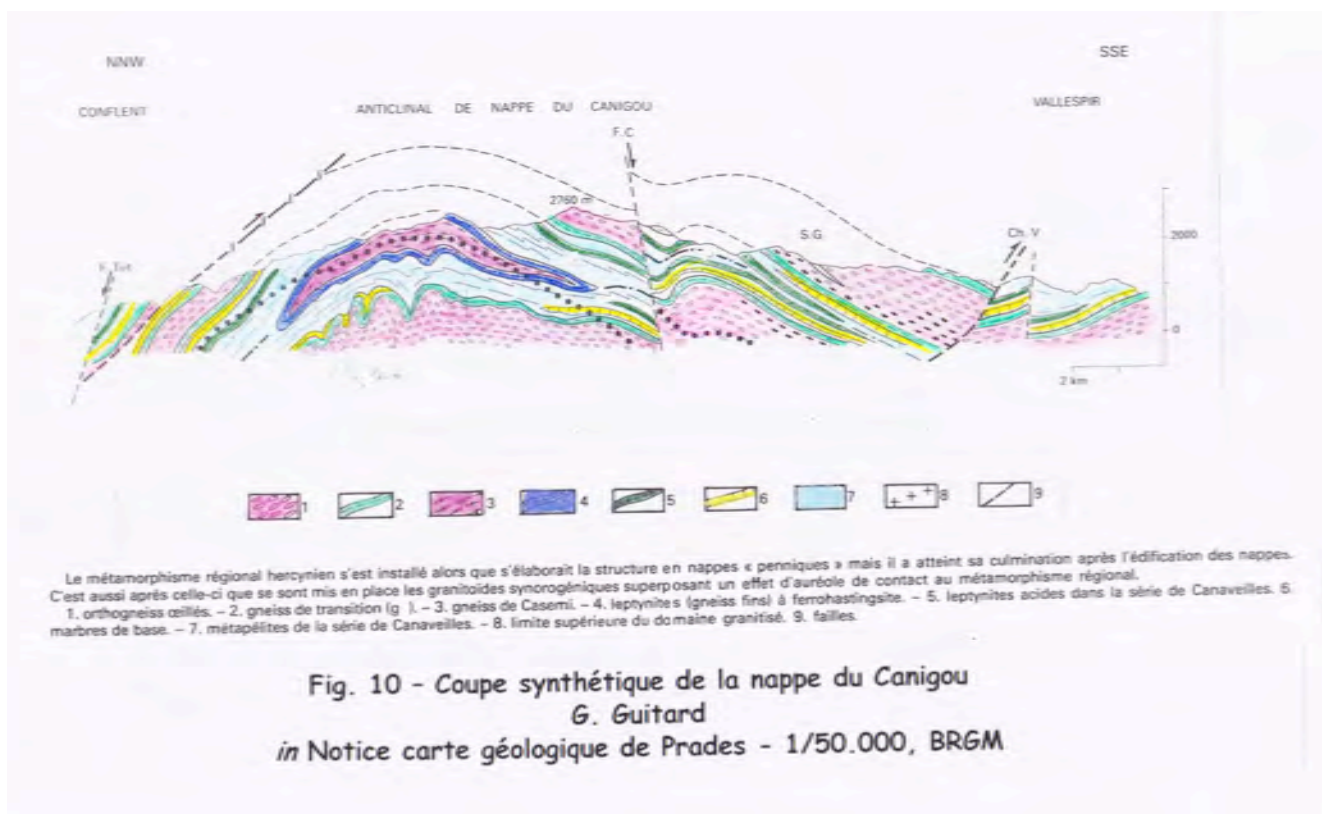 NNW
SSE
CONFLENT
ANTICLINAL DE NAPPE DU CANIGOU
VALLESPIR
F.C
2760 m
S.G
Ch. V
F. Têt
2000
0
2 km
1 2 3 4 5 6 7 8 9
Le métamorphisme régional hercynien s'est installé alors que s'élaborait la structure en nappes « penniques » mais il a atteint sa culmination après l'édification des nappes.
C'est aussi après celle-ci que se sont mis en place les granitoïdes synorogéniques superposant un effet d'auréole de contact au métamorphisme régional.
1. orthogneiss œillés. – 2. gneiss de transition (g ). – 3. gneiss de Casemi. – 4. leptynites (gneiss fins) à ferrohastingsite. – 5. leptynites acides dans la série de Canaveilles. 6.
marbres de base. – 7. métapélites de la série de Canaveilles. – 8. limite supérieure du domaine granitisé. 9. failles.
Fig. 10 - Coupe synthétique de la nappe du Canigou
G. Guitard
in Notice carte géologique de Prades - 1/50.000, BRGM